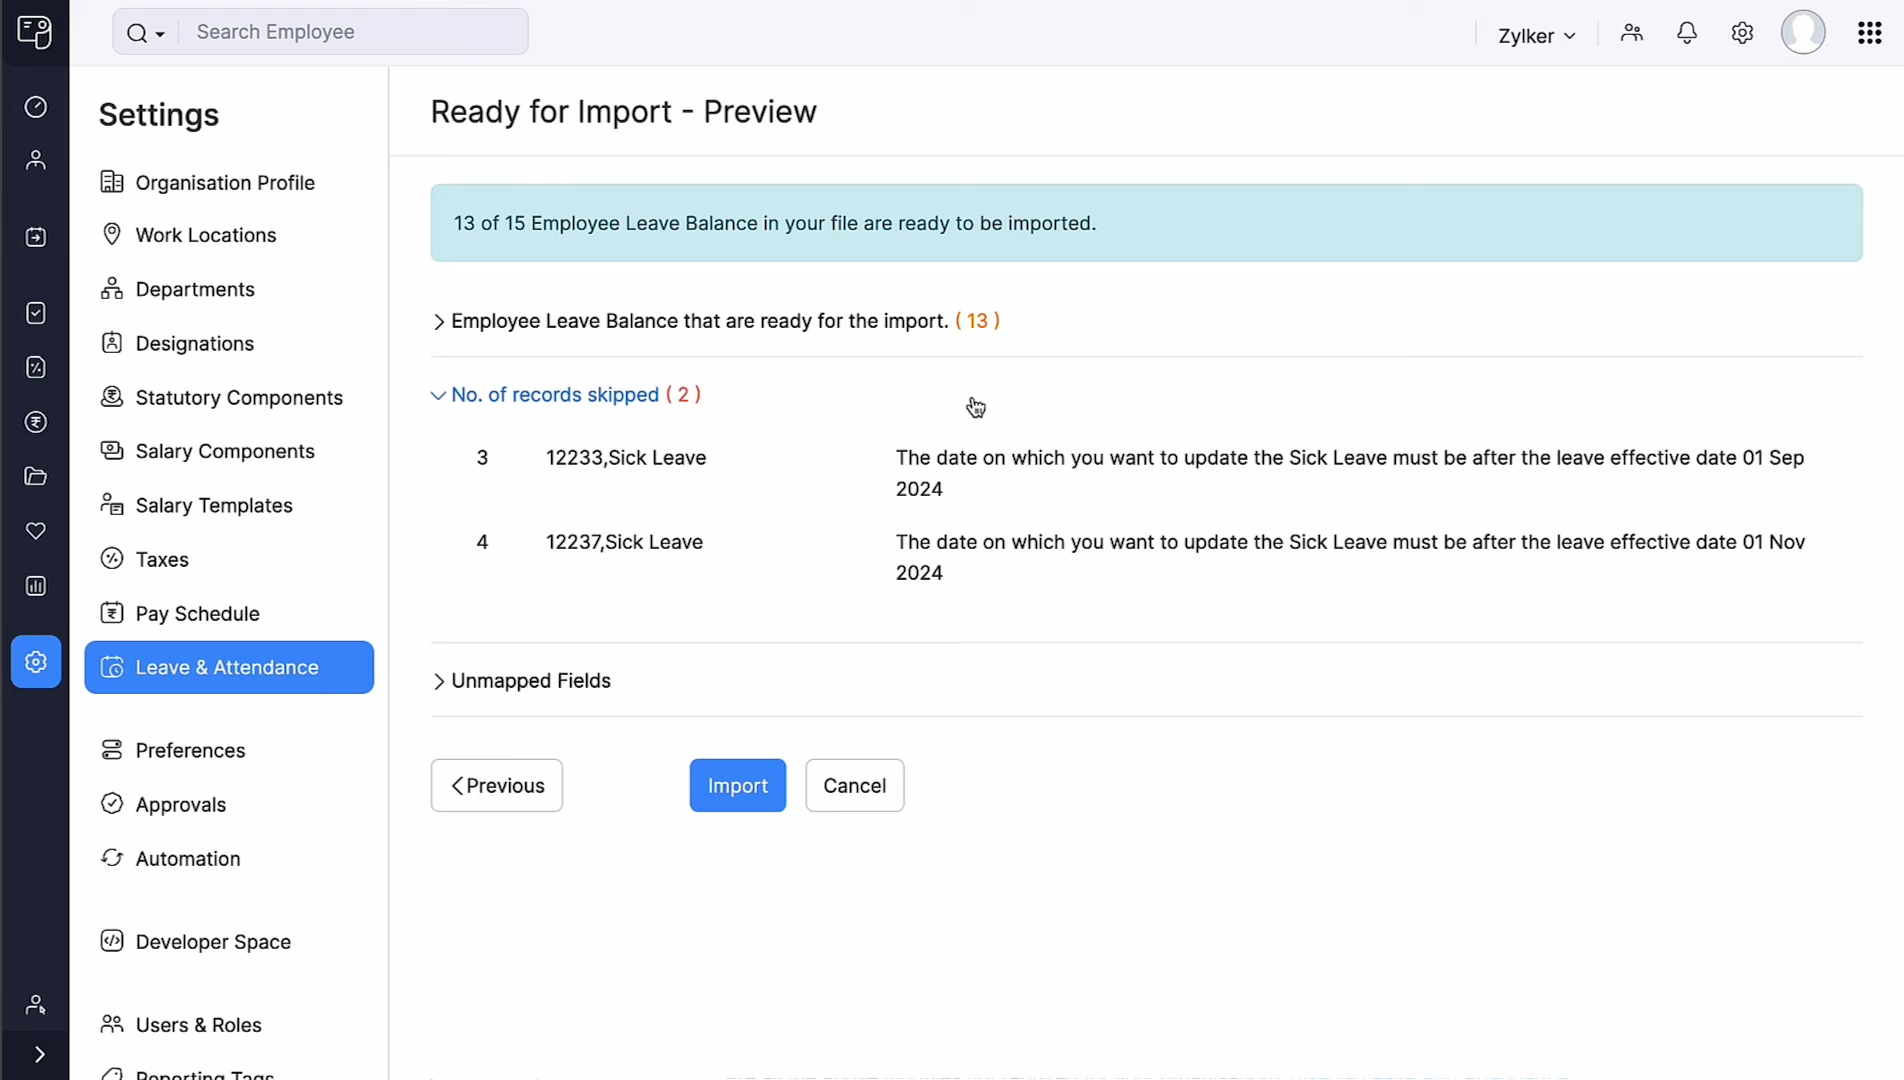 Search Employee
Zylker
Settings
Ready for Import - Preview
Organisation Profile
Work Locations
Departments
Designations
Statutory Components
Salary Components
Salary Templates
Taxes
Pay Schedule
Leave & Attendance
Preferences
Approvals
Automation
Developer Space
Users & Roles
Reporting Tags
13 of 15 Employee Leave Balance in your file are ready to be imported.
Employee Leave Balance that are ready for the import. ( 13 )
No. of records skipped ( 2 )
3 12233,Sick Leave The date on which you want to update the Sick Leave must be after the leave effective date 01 Sep
2024
4 12237,Sick Leave The date on which you want to update the Sick Leave must be after the leave effective date 01 Nov
2024
Unmapped Fields
Previous Import Cancel